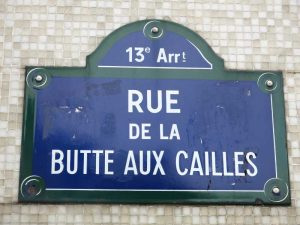 13e Arrt
RUE
DE LA
BUTTE AUX CAILLES